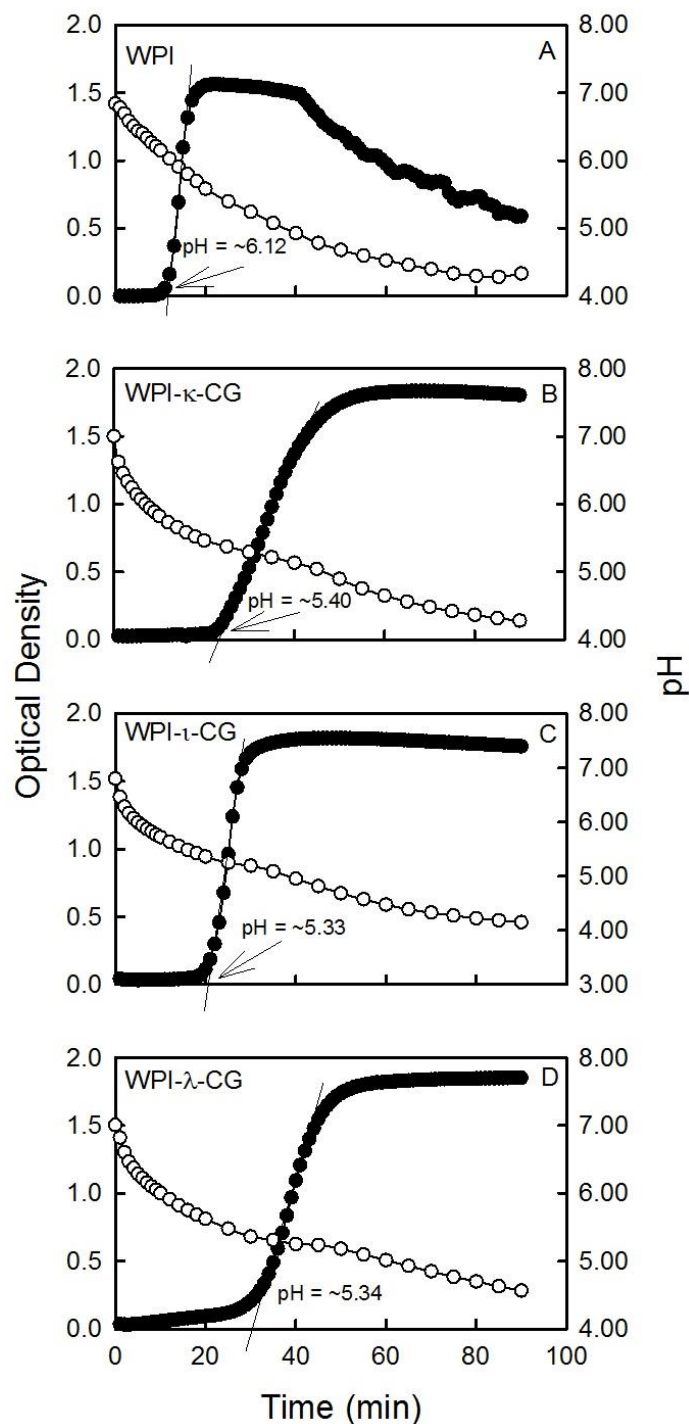 WPI A
2.0 8.00
1.5 7.00
1.0 6.00
0.5 5.00
0.0 4.00
pH = ~6.12
WPI-κ-CG B
2.0 8.00
1.5 7.00
1.0 6.00
0.5 5.00
0.0 4.00
pH = ~5.40
WPI-ι-CG C
2.0 8.00
1.5 7.00
6.00
1.0 5.00
0.5 4.00
0.0 3.00
pH = ~5.33
WPI-λ-CG D
2.0 8.00
1.5 7.00
1.0 6.00
0.5 5.00
0.0 4.00
pH = ~5.34
0 20 40 60 80 100
Optical Density
pH
Time (min)